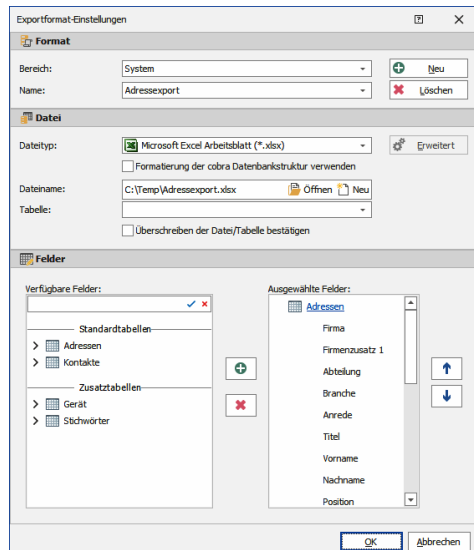 Exportformat-Einstellungen
Format
Bereich: System Neu
Name: Adressexport Löschen
Datei
Dateityp: Microsoft Excel Arbeitsblatt (*.xlsx) Erweitert
Formatierung der cobra Datenbankstruktur verwenden
Dateiname: C:\Temp\Adressexport.xlsx Öffnen Neu
Tabelle:
Überschreiben der Datei/Tabelle bestätigen
Felder
Verfügbare Felder:
Standardtabellen
Adressen
Kontakte
Zusatztabellen
Gerät
Stichwörter
Ausgewählte Felder:
Adressen
Firma
Firmenzusatz 1
Abteilung
Branche
Anrede
Titel
Vorname
Nachname
Position
OK Abbrechen